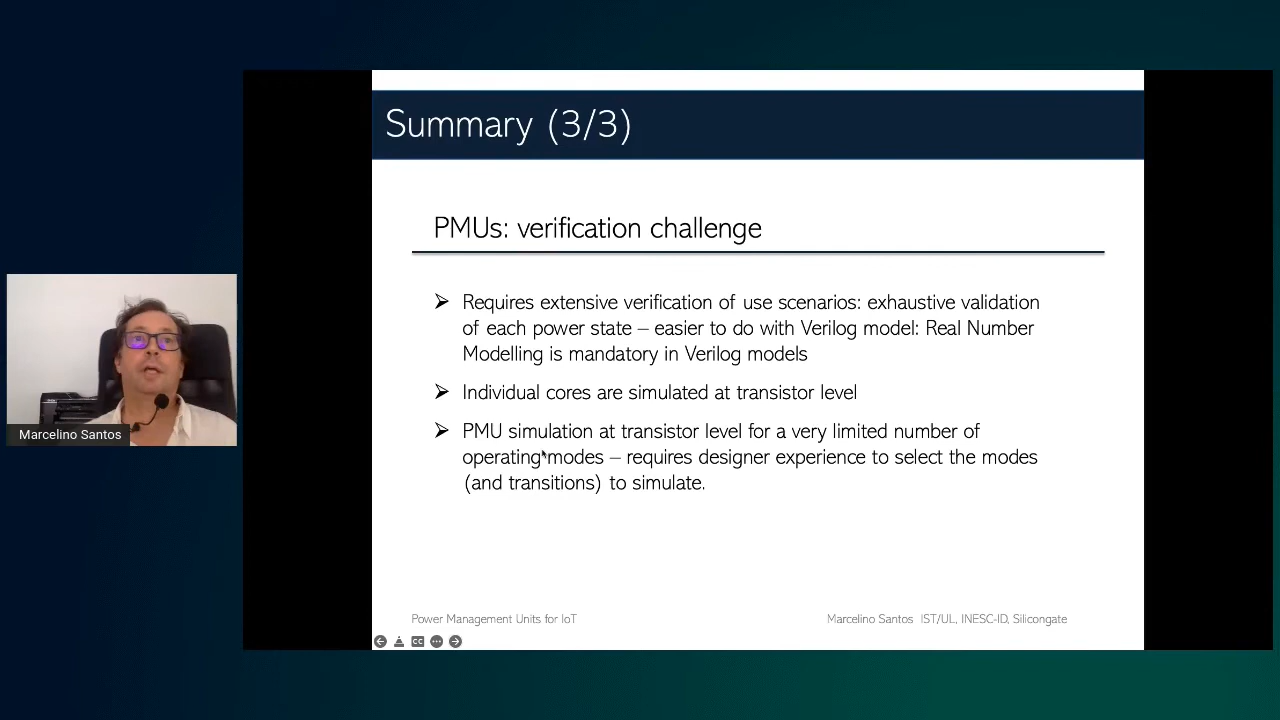 Summary (3/3)
PMUs: verification challenge
➢ Requires extensive verification of use scenarios: exhaustive validation
of each power state – easier to do with Verilog model: Real Number
Modelling is mandatory in Verilog models
➢ Individual cores are simulated at transistor level
➢ PMU simulation at transistor level for a very limited number of
operating modes – requires designer experience to select the modes
(and transitions) to simulate.
Power Management Units for IoT
Marcelino Santos IST/UL, INESC-ID, Silicongate
CC
Marcelino Santos